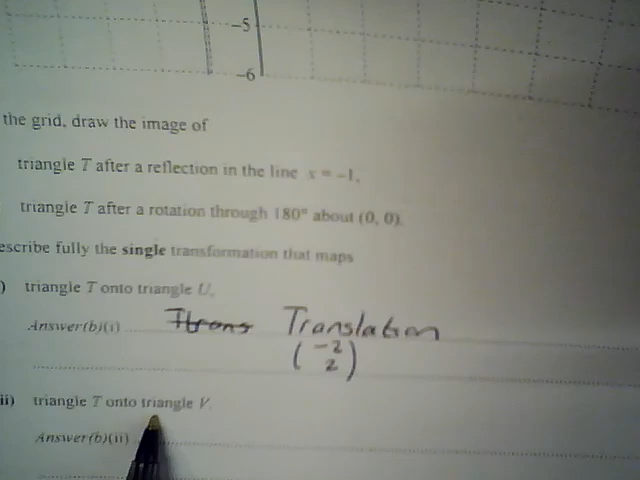 -5
-6
the grid, draw the image of
triangle T after a reflection in the line x = -1,
triangle T after a rotation through 180° about (0, 0).
escribe fully the single transformation that maps
) triangle T onto triangle U,
Answer(b)(i) Translation
(-2
2)
ii) triangle T onto triangle V.
Answer(b)(ii)